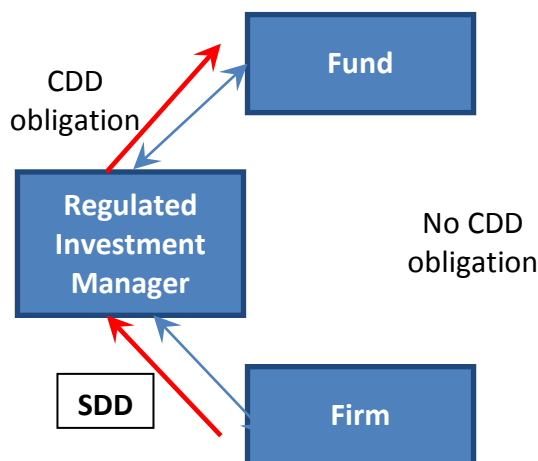 Fund
CDD
obligation
Regulated
Investment
Manager
No CDD
obligation
SDD
Firm